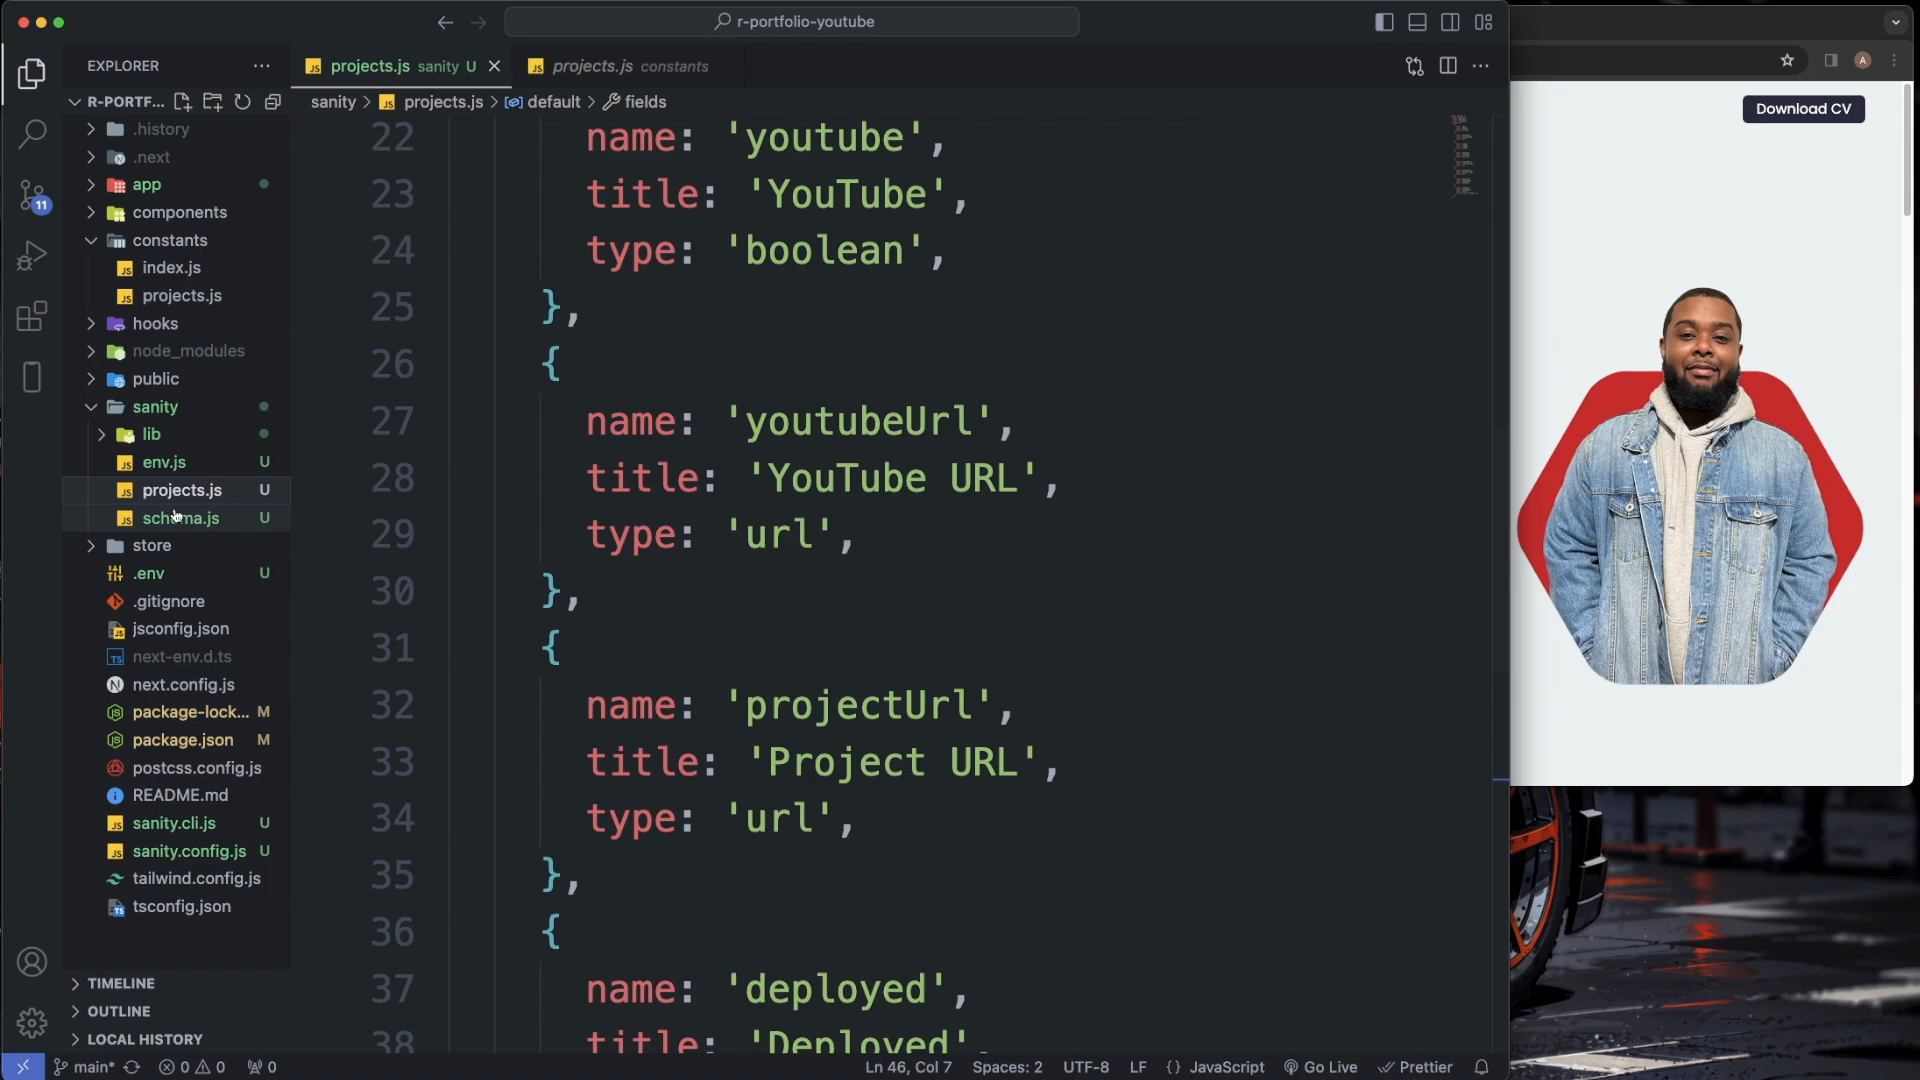 r-portfolio-youtube
EXPLORER
projects.js sanity U
projects.js constants
R-PORTF...
sanity > projects.js > default > fields
.history
.next
app
components
constants
index.js
projects.js
hooks
node_modules
public
sanity
lib
env.js U
projects.js U
schema.js U
store
.env U
.gitignore
jsconfig.json
next-env.d.ts
next.config.js
package-lock... M
package.json M
postcss.config.js
README.md
sanity.cli.js U
sanity.config.js U
tailwind.config.js
tsconfig.json
TIMELINE
OUTLINE
LOCAL HISTORY
11
22 name: 'youtube',
23 title: 'YouTube',
24 type: 'boolean',
25 },
26 {
27 name: 'youtubeUrl',
28 title: 'YouTube URL',
29 type: 'url',
30 },
31 {
32 name: 'projectUrl',
33 title: 'Project URL',
34 type: 'url',
35 },
36 {
37 name: 'deployed',
38 title: 'Deployed',
A
Download CV
main* 0 0 0
Ln 46, Col 7 Spaces: 2 UTF-8 LF {} JavaScript Go Live Prettier